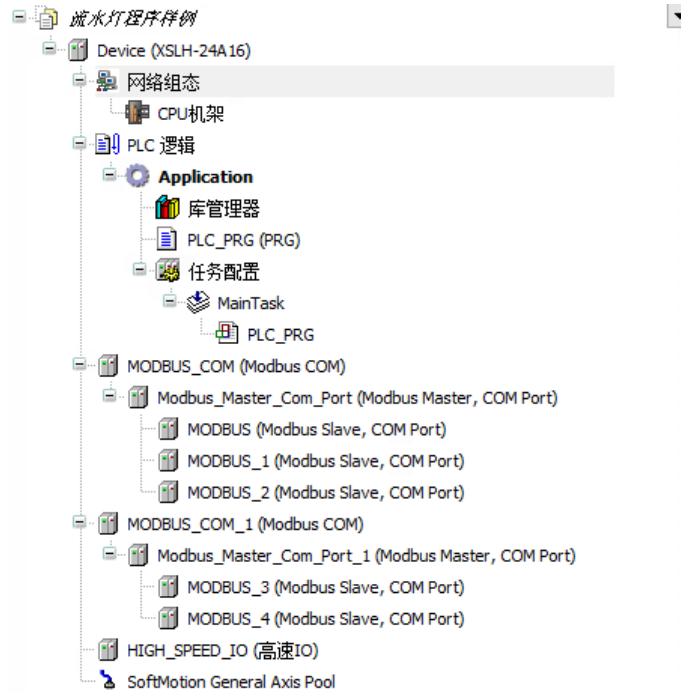 流水灯程序样例
Device (XSLH-24A16)
网络组态
CPU机架
PLC 逻辑
Application
库管理器
PLC_PRG (PRG)
任务配置
MainTask
PLC_PRG
MODBUS_COM (Modbus COM)
Modbus_Master_Com_Port (Modbus Master, COM Port)
MODBUS (Modbus Slave, COM Port)
MODBUS_1 (Modbus Slave, COM Port)
MODBUS_2 (Modbus Slave, COM Port)
MODBUS_COM_1 (Modbus COM)
Modbus_Master_Com_Port_1 (Modbus Master, COM Port)
MODBUS_3 (Modbus Slave, COM Port)
MODBUS_4 (Modbus Slave, COM Port)
HIGH_SPEED_IO (高速IO)
SoftMotion General Axis Pool